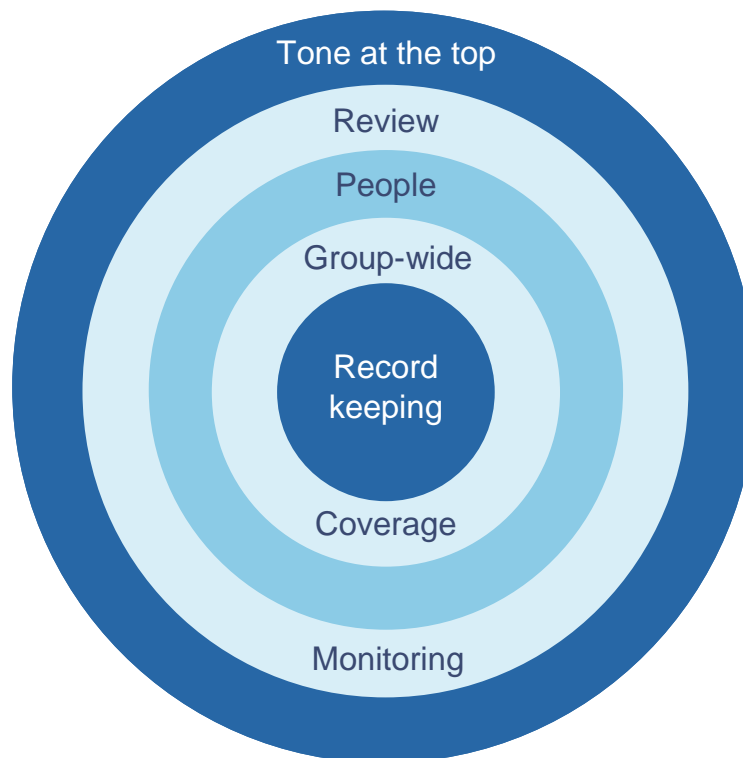 Tone at the top
Review
People
Group-wide
Record
keeping
Coverage
Monitoring